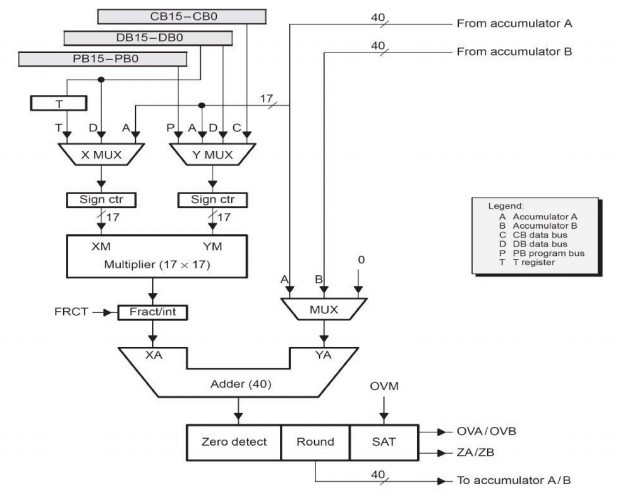 CB15–CB0
40
From accumulator A
DB15–DB0
40
From accumulator B
PB15–PB0
T
17
T D A P A D C
X MUX Y MUX
Sign ctr Sign ctr
17 17
XM YM
Multiplier (17 × 17)
Legend:
A Accumulator A
B Accumulator B
C CB data bus
D DB data bus
P PB program bus
T T register
A B 0
FRCT Fract/int MUX
XA YA
Adder (40)
OVM
Zero detect Round SAT
OVA/OVB
ZA/ZB
40
To accumulator A/B